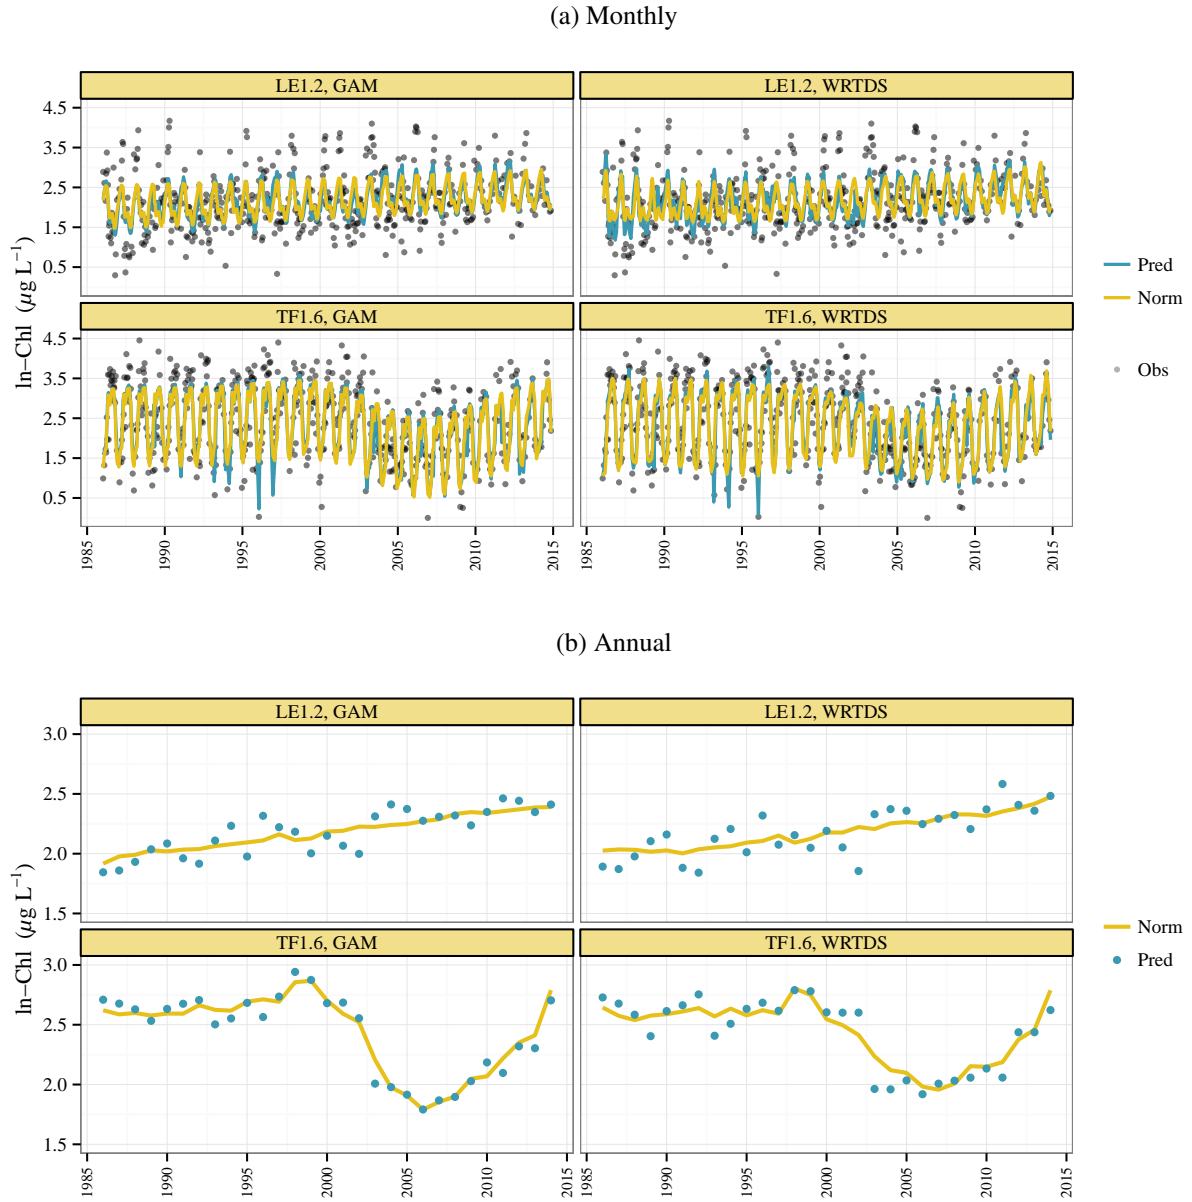 (a) Monthly
LE1.2, GAM
LE1.2, WRTDS
4.5
3.5
2.5
1.5
0.5
TF1.6, GAM
TF1.6, WRTDS
4.5
3.5
2.5
1.5
0.5
ln−Chl (μg L−1)
1985 1990 1995 2000 2005 2010 2015
1985 1990 1995 2000 2005 2010 2015
Pred
Norm
Obs
(b) Annual
LE1.2, GAM
LE1.2, WRTDS
3.0
2.5
2.0
1.5
TF1.6, GAM
TF1.6, WRTDS
3.0
2.5
2.0
1.5
ln−Chl (μg L−1)
1985 1990 1995 2000 2005 2010 2015
1985 1990 1995 2000 2005 2010 2015
Norm
Pred